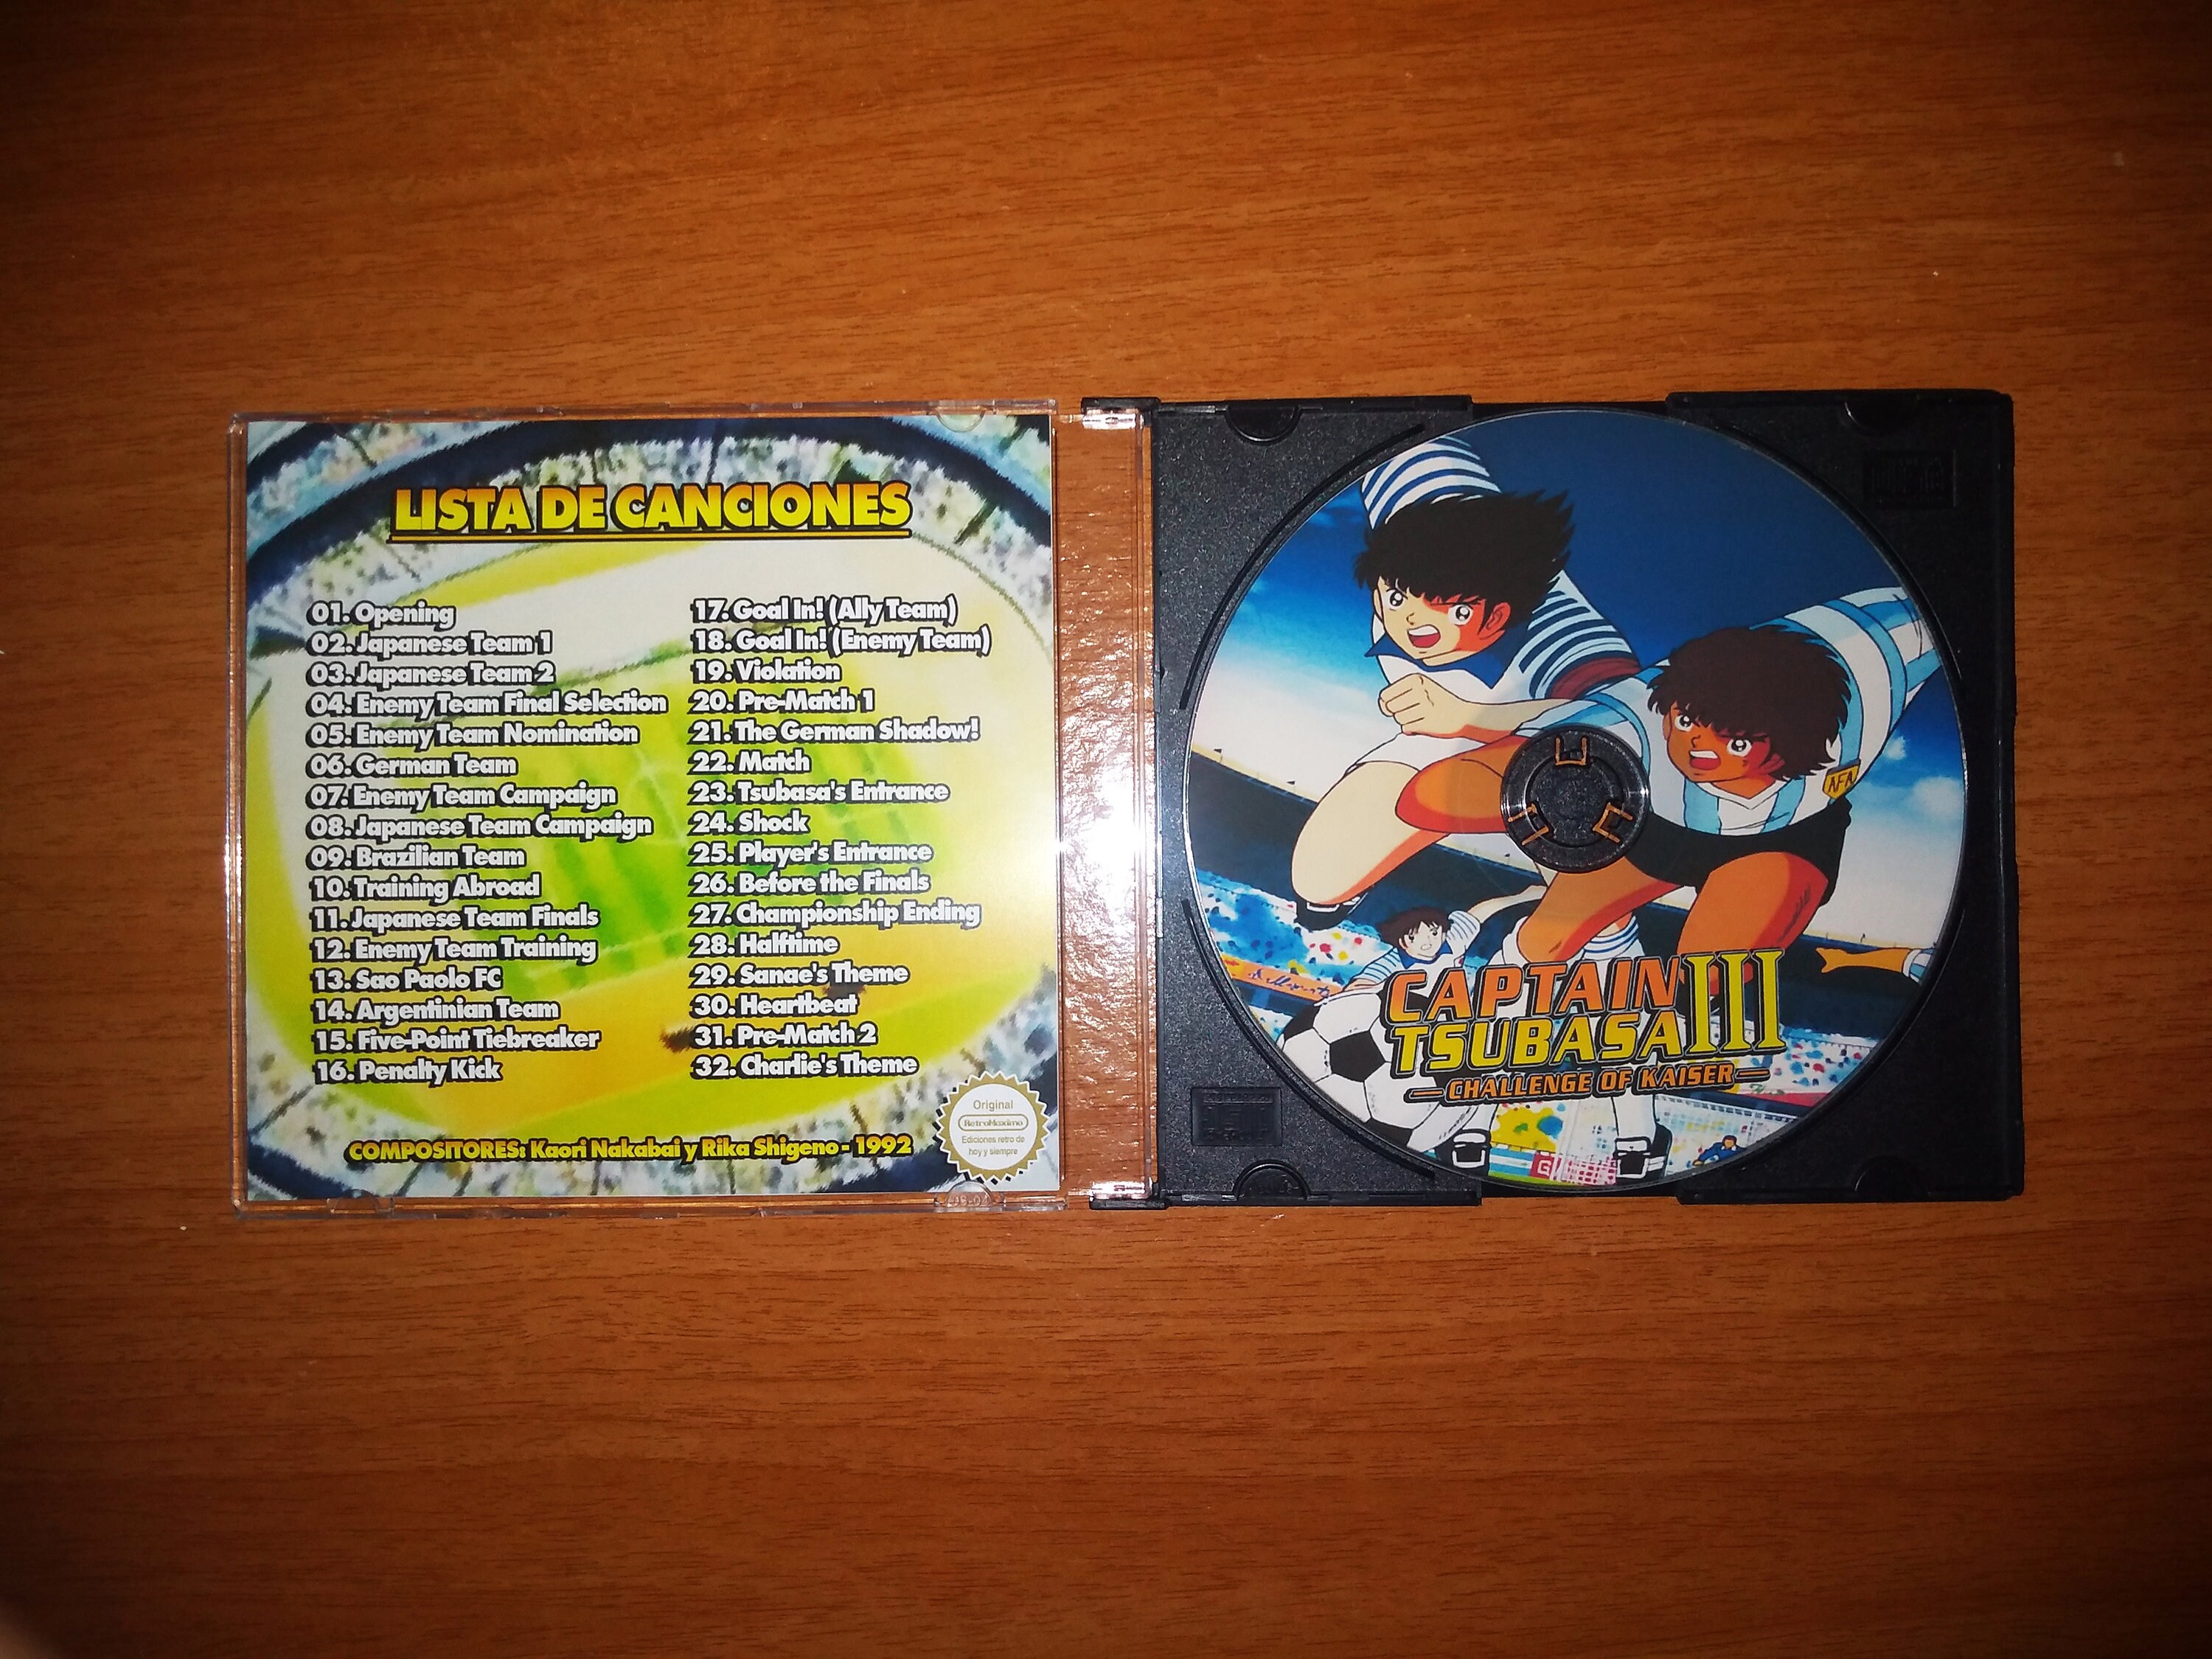 LISTA DE CANCIONES
01. Opening
02. Japanese Team 1
03. Japanese Team 2
04. Enemy Team Final Selection
05. Enemy Team Nomination
06. German Team
07. Enemy Team Campaign
08. Japanese Team Campaign
09. Brazilian Team
10. Training Abroad
11. Japanese Team Finals
12. Enemy Team Training
13. Sao Paolo FC
14. Argentinian Team
15. Five-Point Tiebreaker
16. Penalty Kick
17. Goal In! (Ally Team)
18. Goal In! (Enemy Team)
19. Violation
20. Pre-Match 1
21. The German Shadow!
22. Match
23. Tsubasa's Entrance
24. Shock
25. Player's Entrance
26. Before the Finals
27. Championship Ending
28. Halftime
29. Sanae's Theme
30. Heartbeat
31. Pre-Match 2
32. Charlie's Theme
COMPOSITORES: Kaori Nakabai y Rika Shigeno - 1992
Original
RetroMaximo
Ediciones retro de
hoy y siempre
AFA
CAPTAIN
TSUBASA III
CHALLENGE OF KAISER